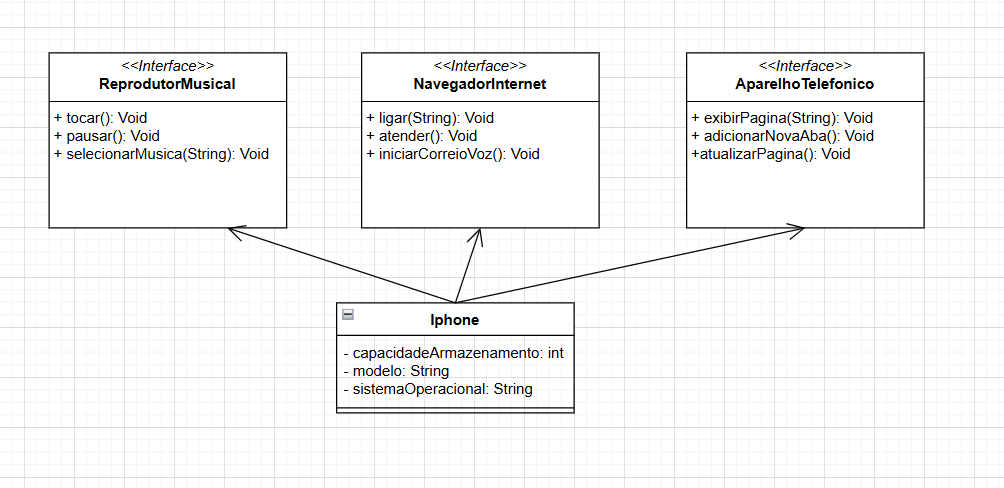 <<Interface>>
ReprodutorMusical
+ tocar(): Void
+ pausar(): Void
+ selecionarMusica(String): Void
<<Interface>>
NavegadorInternet
+ ligar(String): Void
+ atender(): Void
+ iniciarCorreioVoz(): Void
<<Interface>>
AparelhoTelefonico
+ exibirPagina(String): Void
+ adicionarNovaAba(): Void
+atualizarPagina(): Void
Iphone
- capacidadeArmazenamento: int
- modelo: String
- sistemaOperacional: String